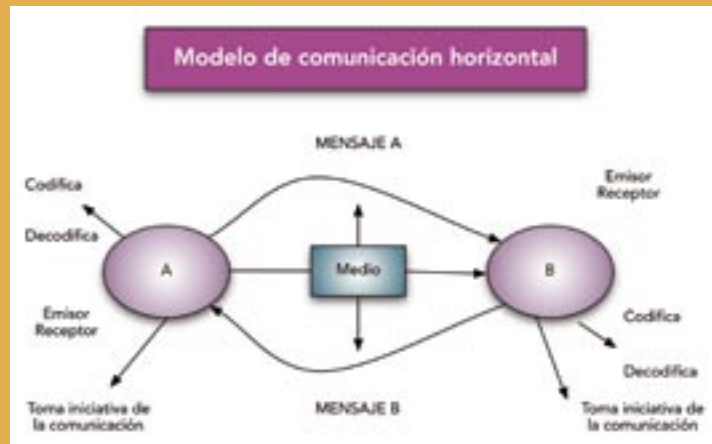 Modelo de comunicación horizontal
MENSAJE A
Codifica
Decodifica
Emisor
Receptor
A
Medio
B
Emisor
Receptor
Toma iniciativa de
la comunicación
MENSAJE B
Codifica
Decodifica
Toma iniciativa de
la comunicación